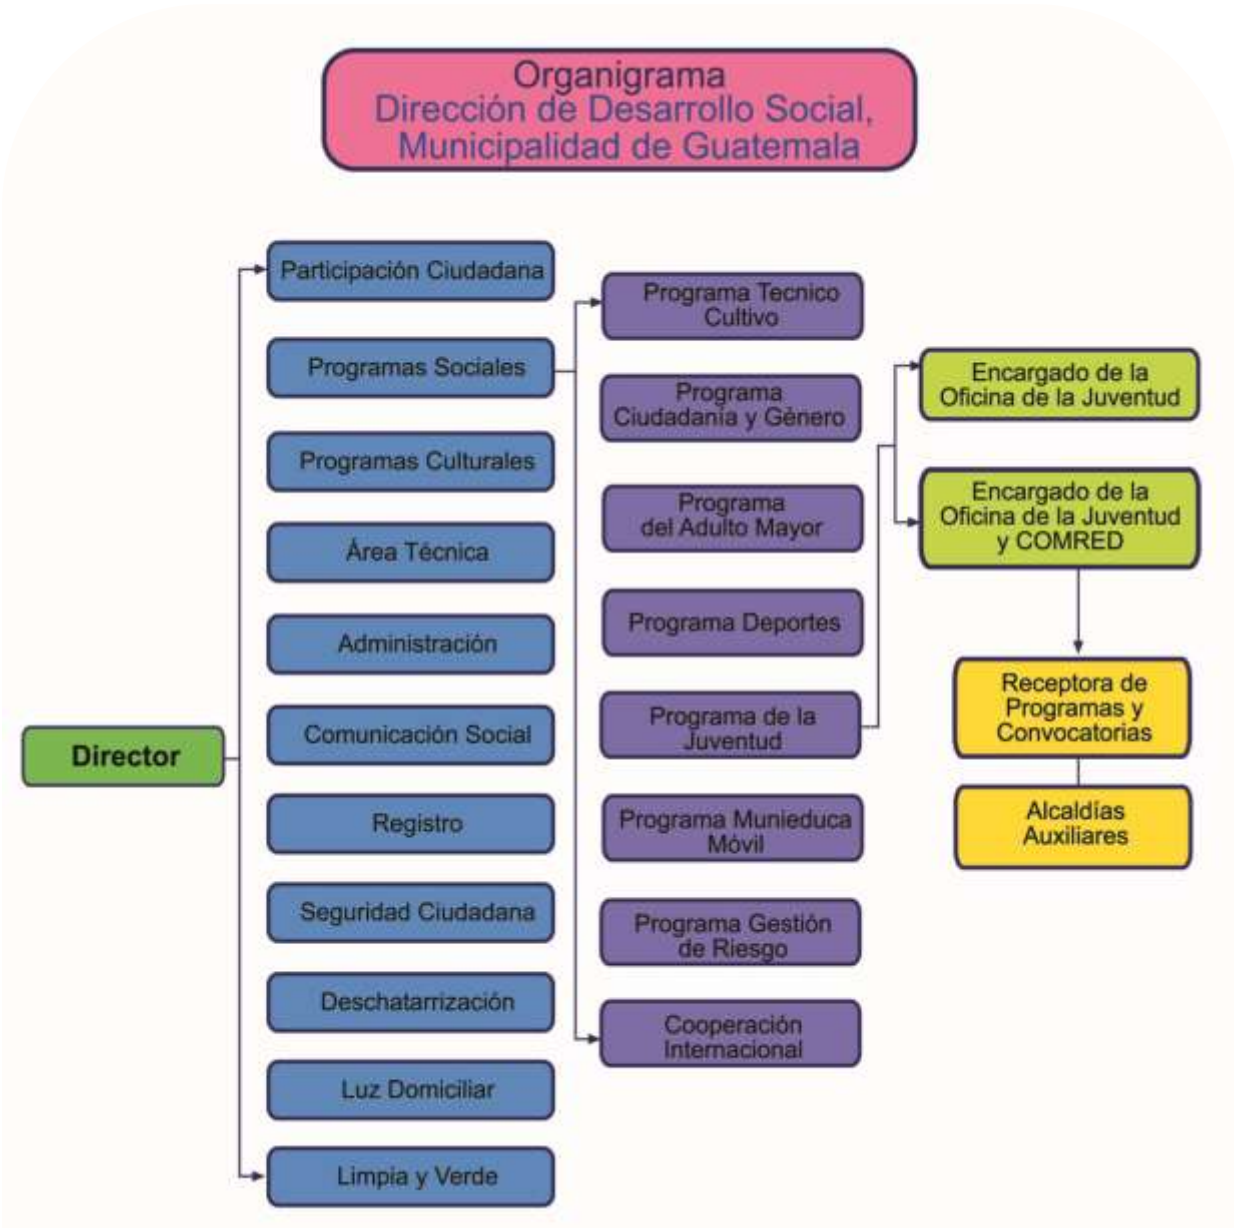 Organigrama
Dirección de Desarrollo Social,
Municipalidad de Guatemala
Director
Participación Ciudadana
Programas Sociales
Programas Culturales
Área Técnica
Administración
Comunicación Social
Registro
Seguridad Ciudadana
Deschatarrización
Luz Domiciliar
Limpia y Verde
Programa Tecnico
Cultivo
Programa
Ciudadanía y Género
Programa
del Adulto Mayor
Programa Deportes
Programa de la
Juventud
Programa Munieduca
Móvil
Programa Gestión
de Riesgo
Cooperación
Internacional
Encargado de la
Oficina de la Juventud
Encargado de la
Oficina de la Juventud
y COMRED
Receptora de
Programas y
Convocatorias
Alcaldías
Auxiliares